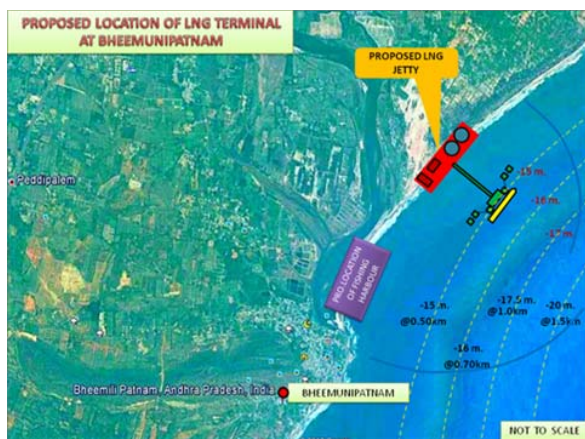 PROPOSED LOCATION OF LNG TERMINAL
AT BHEEMUNIPATNAM
PROPOSED LNG
JETTY
Peddipalem
-15 m.
-16 m.
PRO.LOCATION
OF FISHING
HARBOUR
-15 m.
@0.50km
-17.5 m.
@1.0km
-20 m.
@1.5km
-16 m.
@0.70km
Bheemili Patnam, Andhra Pradesh, India
BHEEMUNIPATNAM
NOT TO SCALE